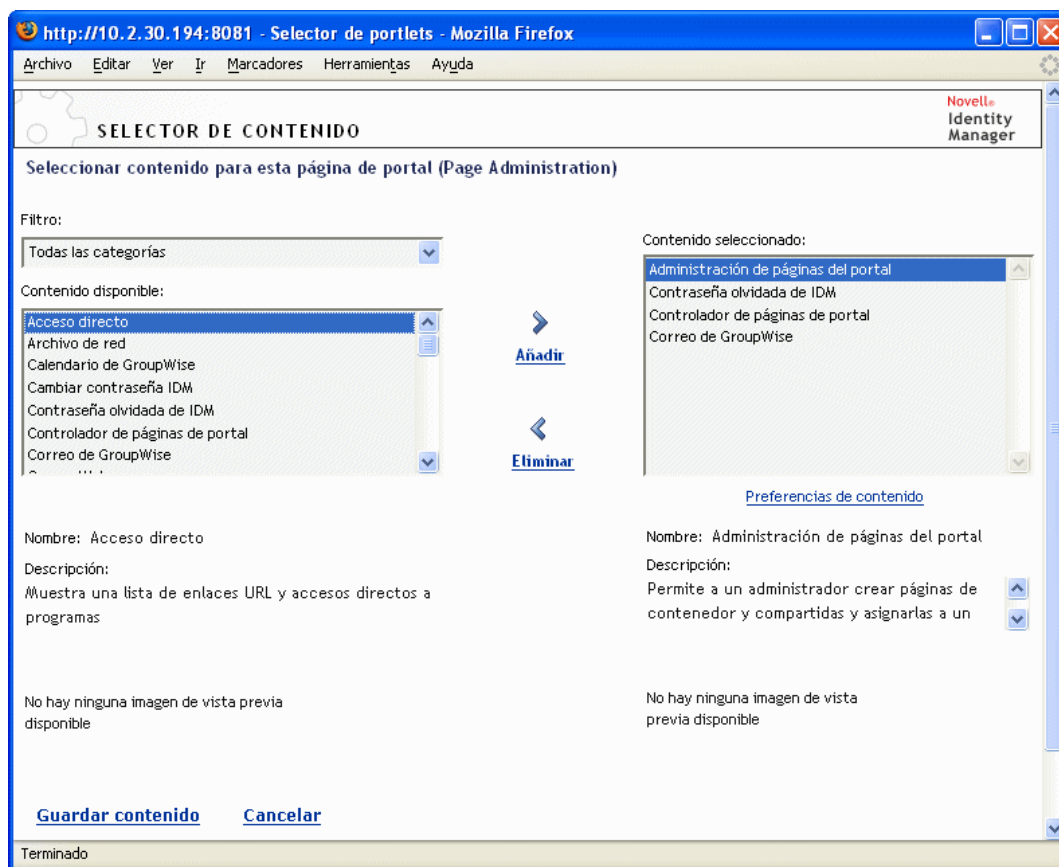 http://10.2.30.194:8081 - Selector de portlets - Mozilla Firefox
Archivo Editar Ver Ir Marcadores Herramientas Ayuda
SELECTOR DE CONTENIDO
Novell®
Identity
Manager
Seleccionar contenido para esta página de portal (Page Administration)
Filtro:
Todas las categorías
Contenido disponible:
Acceso directo
Archivo de red
Calendario de GroupWise
Cambiar contraseña IDM
Contraseña olvidada de IDM
Controlador de páginas de portal
Correo de GroupWise
Añadir
Eliminar
Contenido seleccionado:
Administración de páginas del portal
Contraseña olvidada de IDM
Controlador de páginas de portal
Correo de GroupWise
Preferencias de contenido
Nombre: Acceso directo
Descripción:
Muestra una lista de enlaces URL y accesos directos a
programas
No hay ninguna imagen de vista previa
disponible
Nombre: Administración de páginas del portal
Descripción:
Permite a un administrador crear páginas de
contenedor y compartidas y asignarlas a un
No hay ninguna imagen de vista
previa disponible
Guardar contenido Cancelar
Terminado